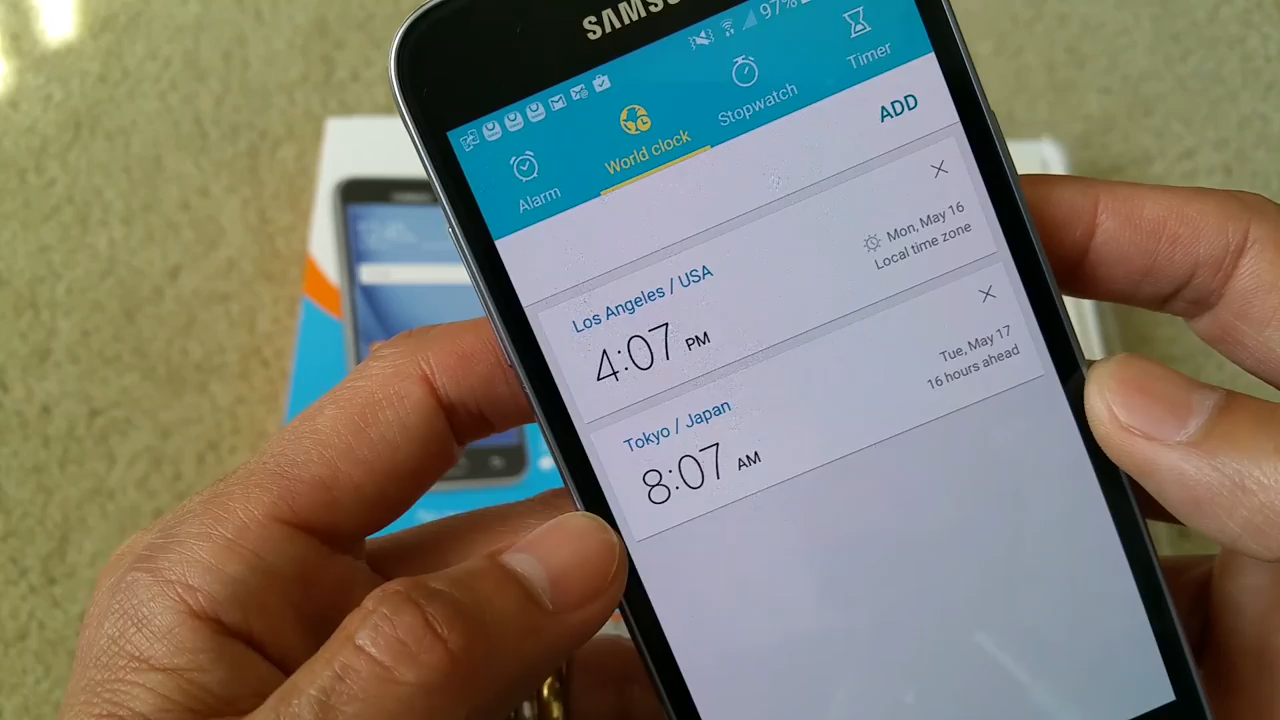 SAMSUNG
97%
Alarm
World clock
Stopwatch
Timer
ADD
Los Angeles / USA
4:07 PM
Mon, May 16
Local time zone
Tokyo / Japan
8:07 AM
Tue, May 17
16 hours ahead